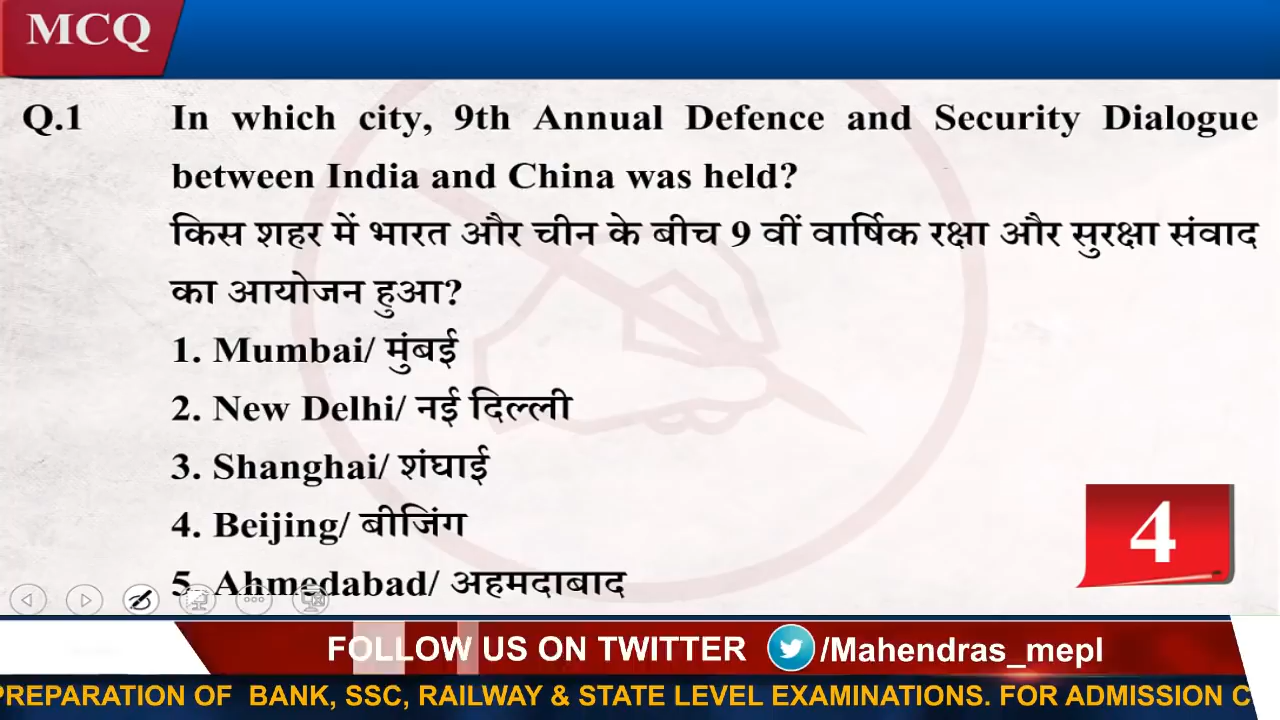 MCQ
Q.1 In which city, 9th Annual Defence and Security Dialogue
between India and China was held?
किस शहर में भारत और चीन के बीच 9 वीं वार्षिक रक्षा और सुरक्षा संवाद
का आयोजन हुआ?
1. Mumbai/ मुंबई
2. New Delhi/ नई दिल्ली
3. Shanghai/ शंघाई
4. Beijing/ बीजिंग
5. Ahmedabad/ अहमदाबाद
4
FOLLOW US ON TWITTER /Mahendras_mepl
PREPARATION OF BANK, SSC, RAILWAY & STATE LEVEL EXAMINATIONS. FOR ADMISSION C